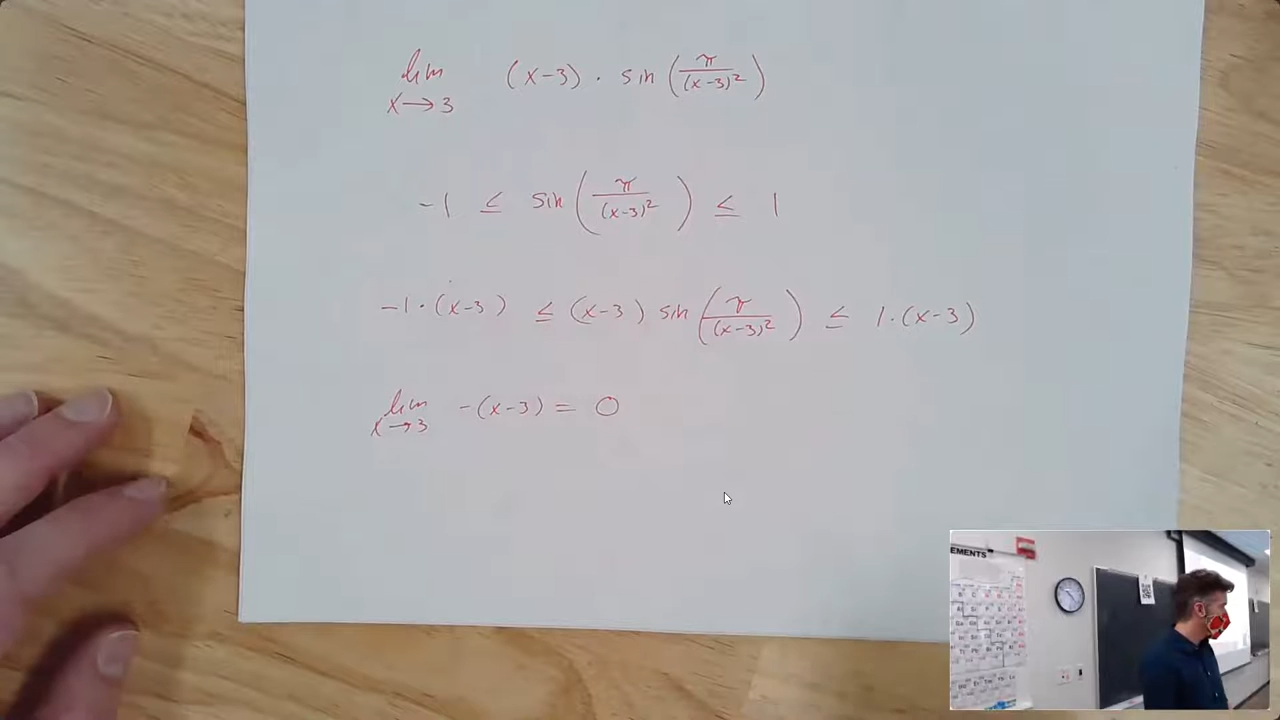 lim x→3 (x-3) · sin(π/(x-3)²)
-1 ≤ sin(π/(x-3)²) ≤ 1
-1·(x-3) ≤ (x-3) sin(π/(x-3)²) ≤ 1·(x-3)
lim x→3 -(x-3) = 0
EMENTS